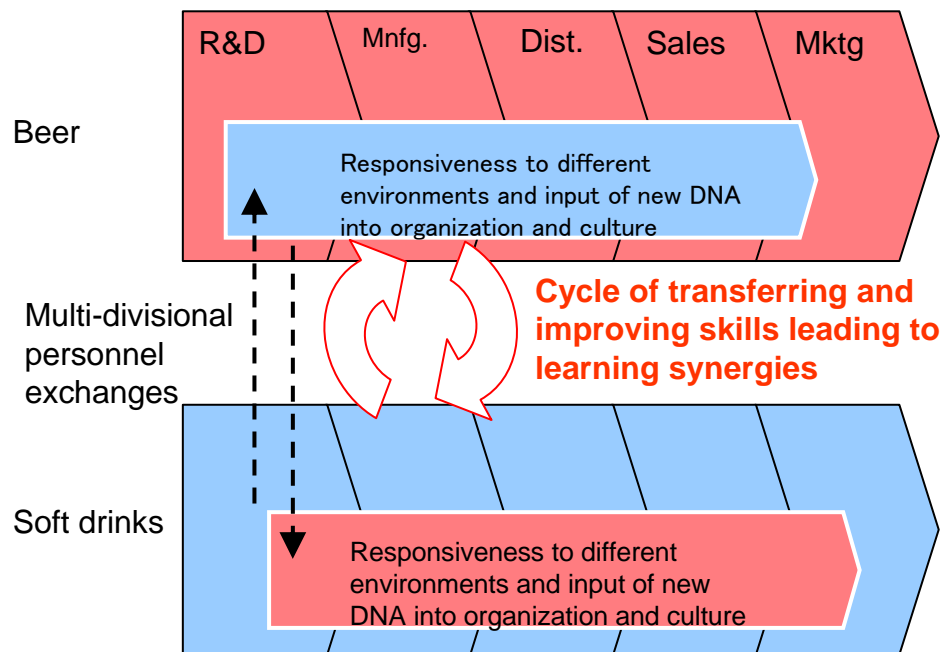 R&D
Mnfg.
Dist.
Sales
Mktg
Beer
Responsiveness to different
environments and input of new DNA
into organization and culture
Multi-divisional
personnel
exchanges
Cycle of transferring and
improving skills leading to
learning synergies
Soft drinks
Responsiveness to different
environments and input of new
DNA into organization and culture